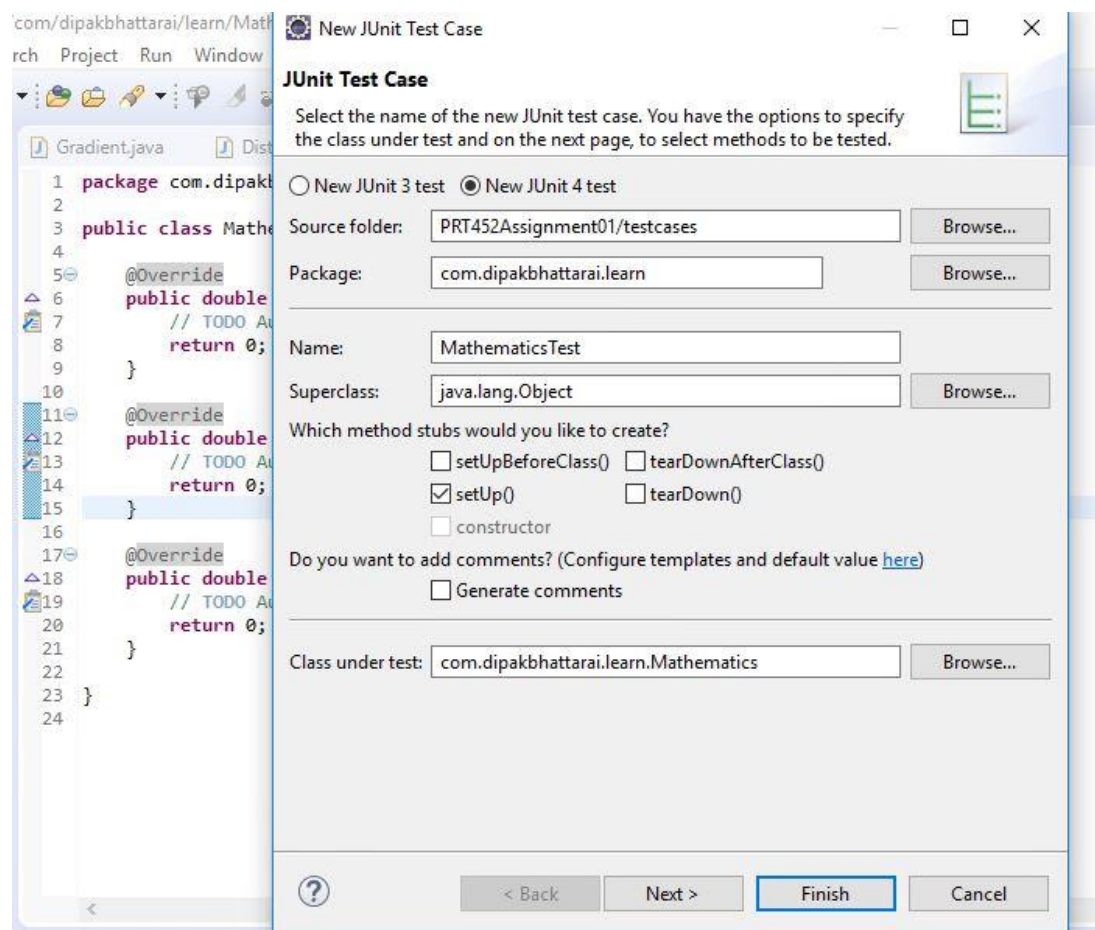 com/dipakbhattarai/learn/Math
rch Project Run Window
Gradient.java Dist
1 package com.dipakb
2
3 public class Mathe
4
5 @Override
6 public double
7 // TODO Au
8 return 0;
9 }
10
11 @Override
12 public double
13 // TODO Au
14 return 0;
15 }
16
17 @Override
18 public double
19 // TODO Au
20 return 0;
21 }
22
23 }
24
New JUnit Test Case
JUnit Test Case
Select the name of the new JUnit test case. You have the options to specify
the class under test and on the next page, to select methods to be tested.
New JUnit 3 test New JUnit 4 test
Source folder: PRT452Assignment01/testcases Browse...
Package: com.dipakbhattarai.learn Browse...
Name: MathematicsTest
Superclass: java.lang.Object Browse...
Which method stubs would you like to create?
setUpBeforeClass() tearDownAfterClass()
setUp() tearDown()
constructor
Do you want to add comments? (Configure templates and default value here)
Generate comments
Class under test: com.dipakbhattarai.learn.Mathematics Browse...
? < Back Next > Finish Cancel